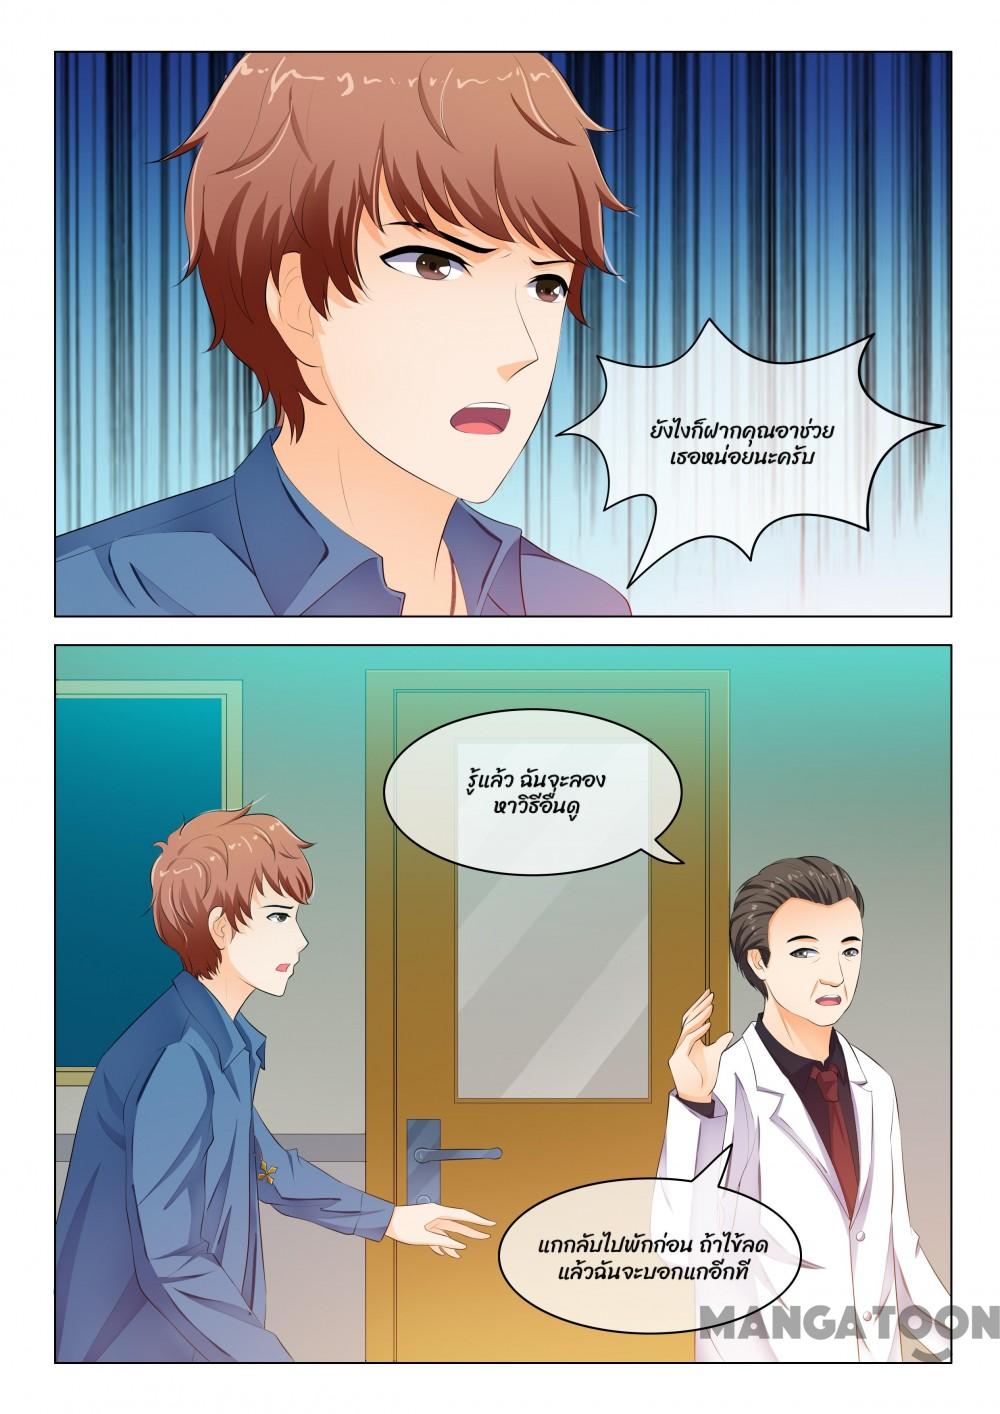 ยังไงก็ฝากคุณอาช่วย
เธอหน่อยนะครับ
รู้แล้ว ฉันจะลอง
หาวิธีอื่นดู
แกกลับไปพักก่อน ถ้าไข้ลด
แล้วฉันจะบอกแกอีกที
MANGATOON